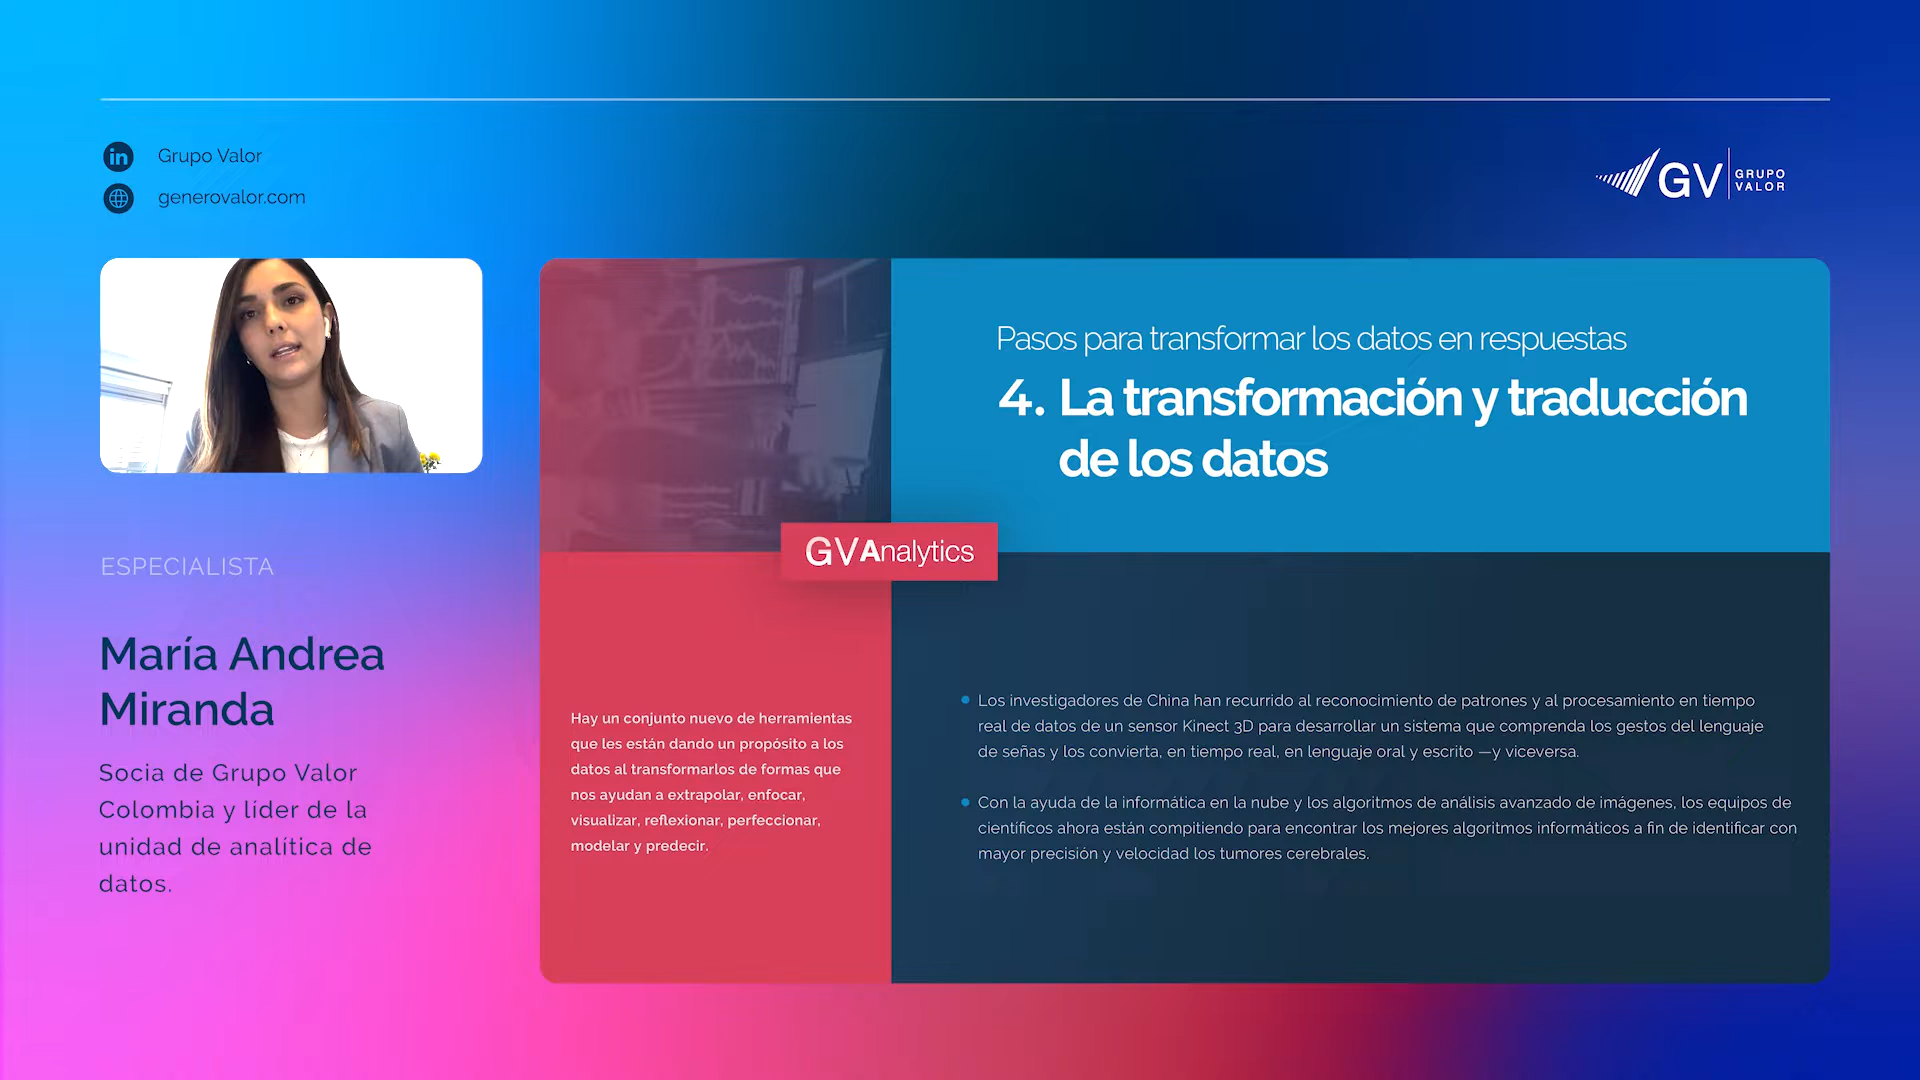 Grupo Valor
generovalor.com
GV GRUPO
VALOR
ESPECIALISTA
María Andrea
Miranda
Socia de Grupo Valor
Colombia y líder de la
unidad de analítica de
datos.
Pasos para transformar los datos en respuestas
4. La transformación y traducción
de los datos
GVAnalytics
Hay un conjunto nuevo de herramientas
que les están dando un propósito a los
datos al transformarlos de formas que
nos ayudan a extrapolar, enfocar,
visualizar, reflexionar, perfeccionar,
modelar y predecir.
Los investigadores de China han recurrido al reconocimiento de patrones y al procesamiento en tiempo
real de datos de un sensor Kinect 3D para desarrollar un sistema que comprenda los gestos del lenguaje
de señas y los convierta, en tiempo real, en lenguaje oral y escrito —y viceversa.
Con la ayuda de la informática en la nube y los algoritmos de análisis avanzado de imágenes, los equipos de
científicos ahora están compitiendo para encontrar los mejores algoritmos informáticos a fin de identificar con
mayor precisión y velocidad los tumores cerebrales.